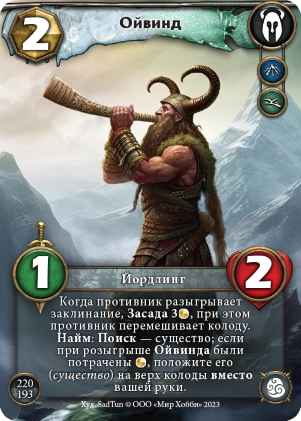 2
Ойвинд
1
Йордлинг
2
Когда противник разыгрывает
заклинание, Засада 3, при этом
противник перемешивает колоду.
Найм: Поиск — существо; если
при розыгрыше Ойвинда были
потрачены , положите его
(существо) на верх колоды вместо
вашей руки.
220
193
Худ. SadTun © ООО «Мир Хобби» 2023